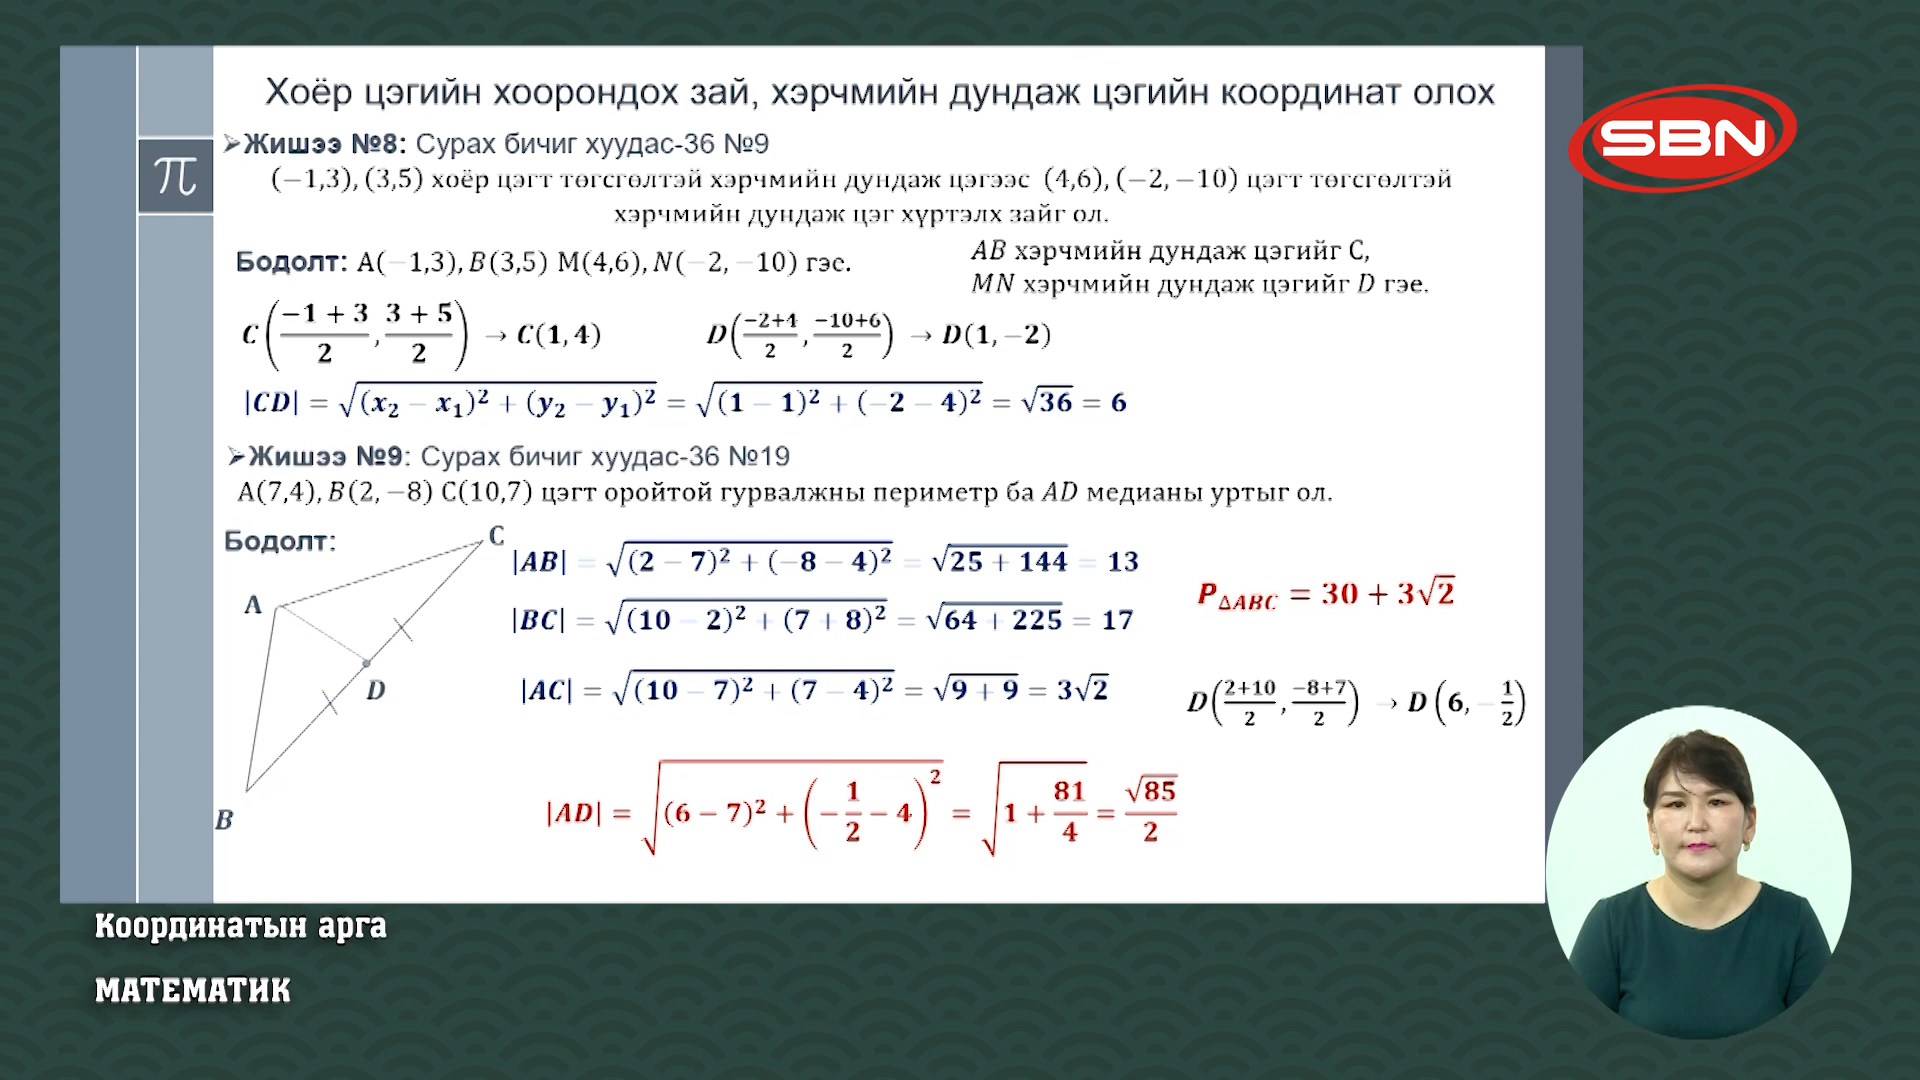 Хоёр цэгийн хоорондох зай, хэрчмийн дундаж цэгийн координат олох
SBN
π
➢Жишээ №8: Сурах бичиг хуудас-36 №9
(−1,3), (3,5) хоёр цэгт төгсгөлтэй хэрчмийн дундаж цэгээс (4,6), (−2, −10) цэгт төгсгөлтэй
хэрчмийн дундаж цэг хүртэлх зайг ол.
Бодолт: A(−1,3), B(3,5) M(4,6), N(−2, −10) гэе.
AB хэрчмийн дундаж цэгийг C,
MN хэрчмийн дундаж цэгийг D гэе.
C((−1 + 3)/2, (3 + 5)/2) → C(1, 4) D((−2+4)/2, (−10+6)/2) → D(1, −2)
|CD| = √((x₂ − x₁)² + (y₂ − y₁)²) = √((1 − 1)² + (−2 − 4)²) = √36 = 6
➢Жишээ №9: Сурах бичиг хуудас-36 №19
A(7,4), B(2, −8) C(10,7) цэгт оройтой гурвалжны периметр ба AD медианы уртыг ол.
Бодолт:
C
A
D
B
|AB| = √((2 − 7)² + (−8 − 4)²) = √(25 + 144) = 13
|BC| = √((10 − 2)² + (7 + 8)²) = √(64 + 225) = 17
|AC| = √((10 − 7)² + (7 − 4)²) = √(9 + 9) = 3√2
P△ABC = 30 + 3√2
D((2+10)/2, (−8+7)/2) → D(6, −1/2)
|AD| = √((6 − 7)² + (−1/2 − 4)²) = √(1 + 81/4) = √85/2
Координатын арга
МАТЕМАТИК